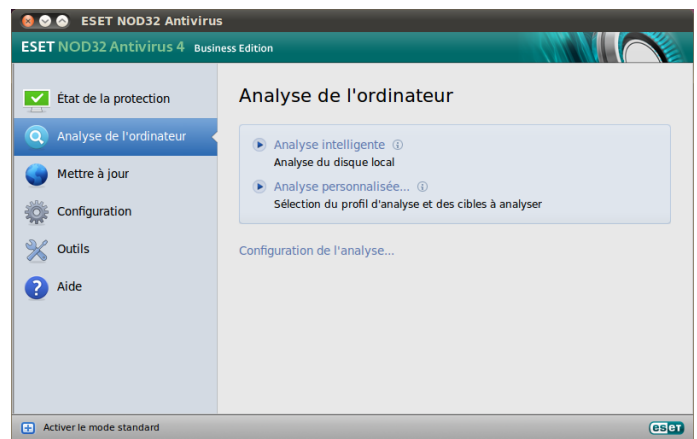 ESET NOD32 Antivirus
ESET NOD32 Antivirus 4 Business Edition
État de la protection
Analyse de l'ordinateur
Mettre à jour
Configuration
Outils
Aide
Analyse de l'ordinateur
Analyse intelligente
Analyse du disque local
Analyse personnalisée...
Sélection du profil d'analyse et des cibles à analyser
Configuration de l'analyse...
Activer le mode standard
eset